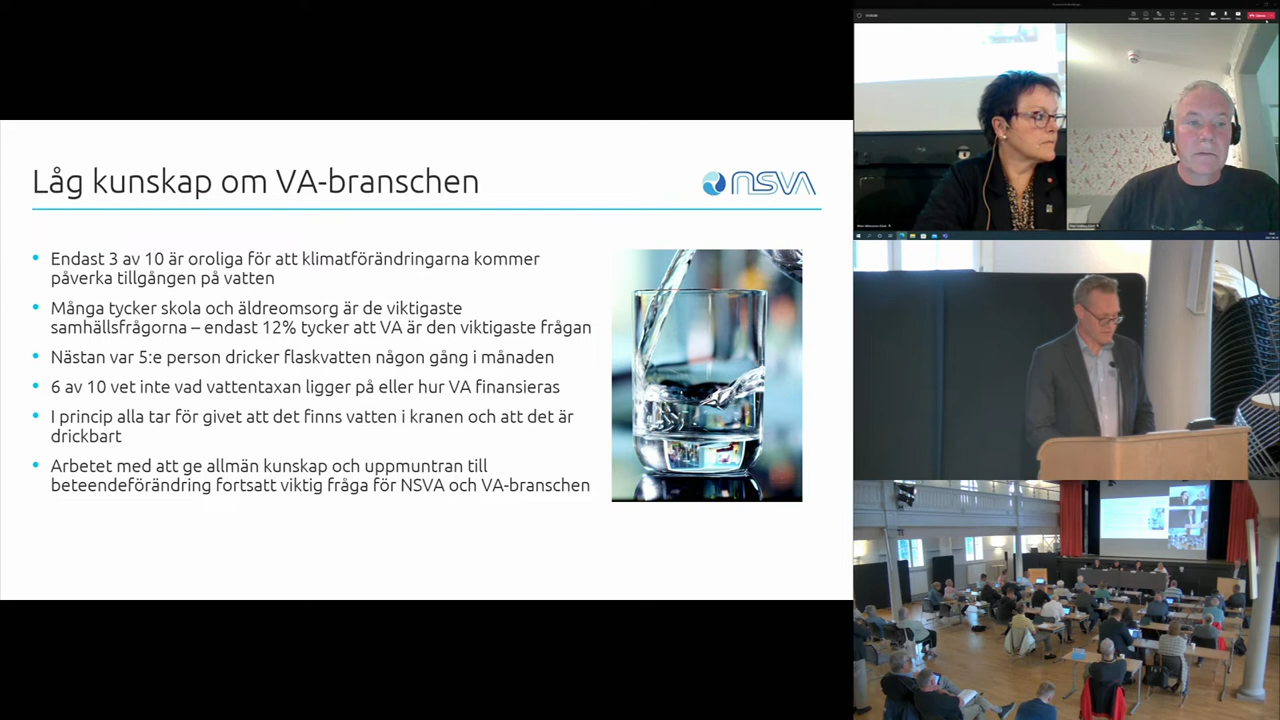 Låg kunskap om VA-branschen
NSVA
Endast 3 av 10 är oroliga för att klimatförändringarna kommer
påverka tillgången på vatten
Många tycker skola och äldreomsorg är de viktigaste
samhällsfrågorna – endast 12% tycker att VA är den viktigaste frågan
Nästan var 5:e person dricker flaskvatten någon gång i månaden
6 av 10 vet inte vad vattentaxan ligger på eller hur VA finansieras
I princip alla tar för givet att det finns vatten i kranen och att det är
drickbart
Arbetet med att ge allmän kunskap och uppmuntran till
beteendeförändring fortsatt viktig fråga för NSVA och VA-branschen